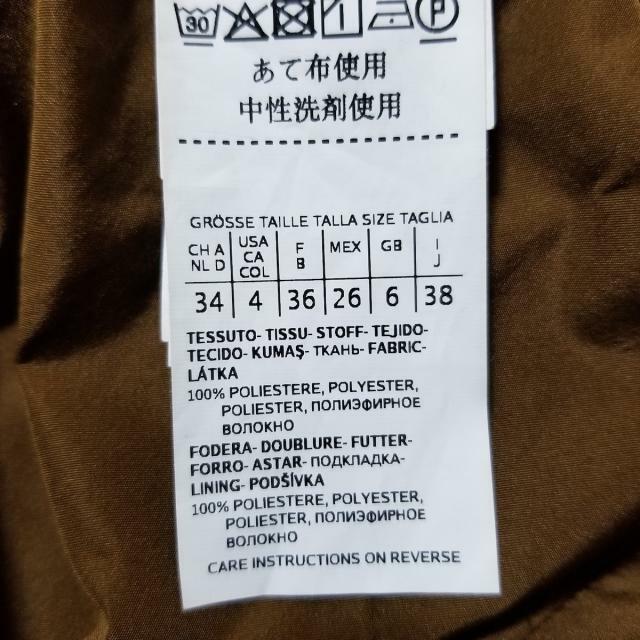 30 P
あて布使用
中性洗剤使用
GRÖSSE TAILLE TALLA SIZE TAGLIA
CH A NL D USA CA COL F B MEX GB I J
34 4 36 26 6 38
TESSUTO- TISSU- STOFF- TEJIDO-
TECIDO- KUMAŞ- ТКАНЬ- FABRIC-
LÁTKA
100% POLIESTERE, POLYESTER,
POLIESTER, ПОЛИЭФИРНОЕ
ВОЛОКНО
FODERA- DOUBLURE- FUTTER-
FORRO- ASTAR- ПОДКЛАДКА-
LINING- PODŠÍVKA
100% POLIESTERE, POLYESTER,
POLIESTER, ПОЛИЭФИРНОЕ
ВОЛОКНО
CARE INSTRUCTIONS ON REVERSE